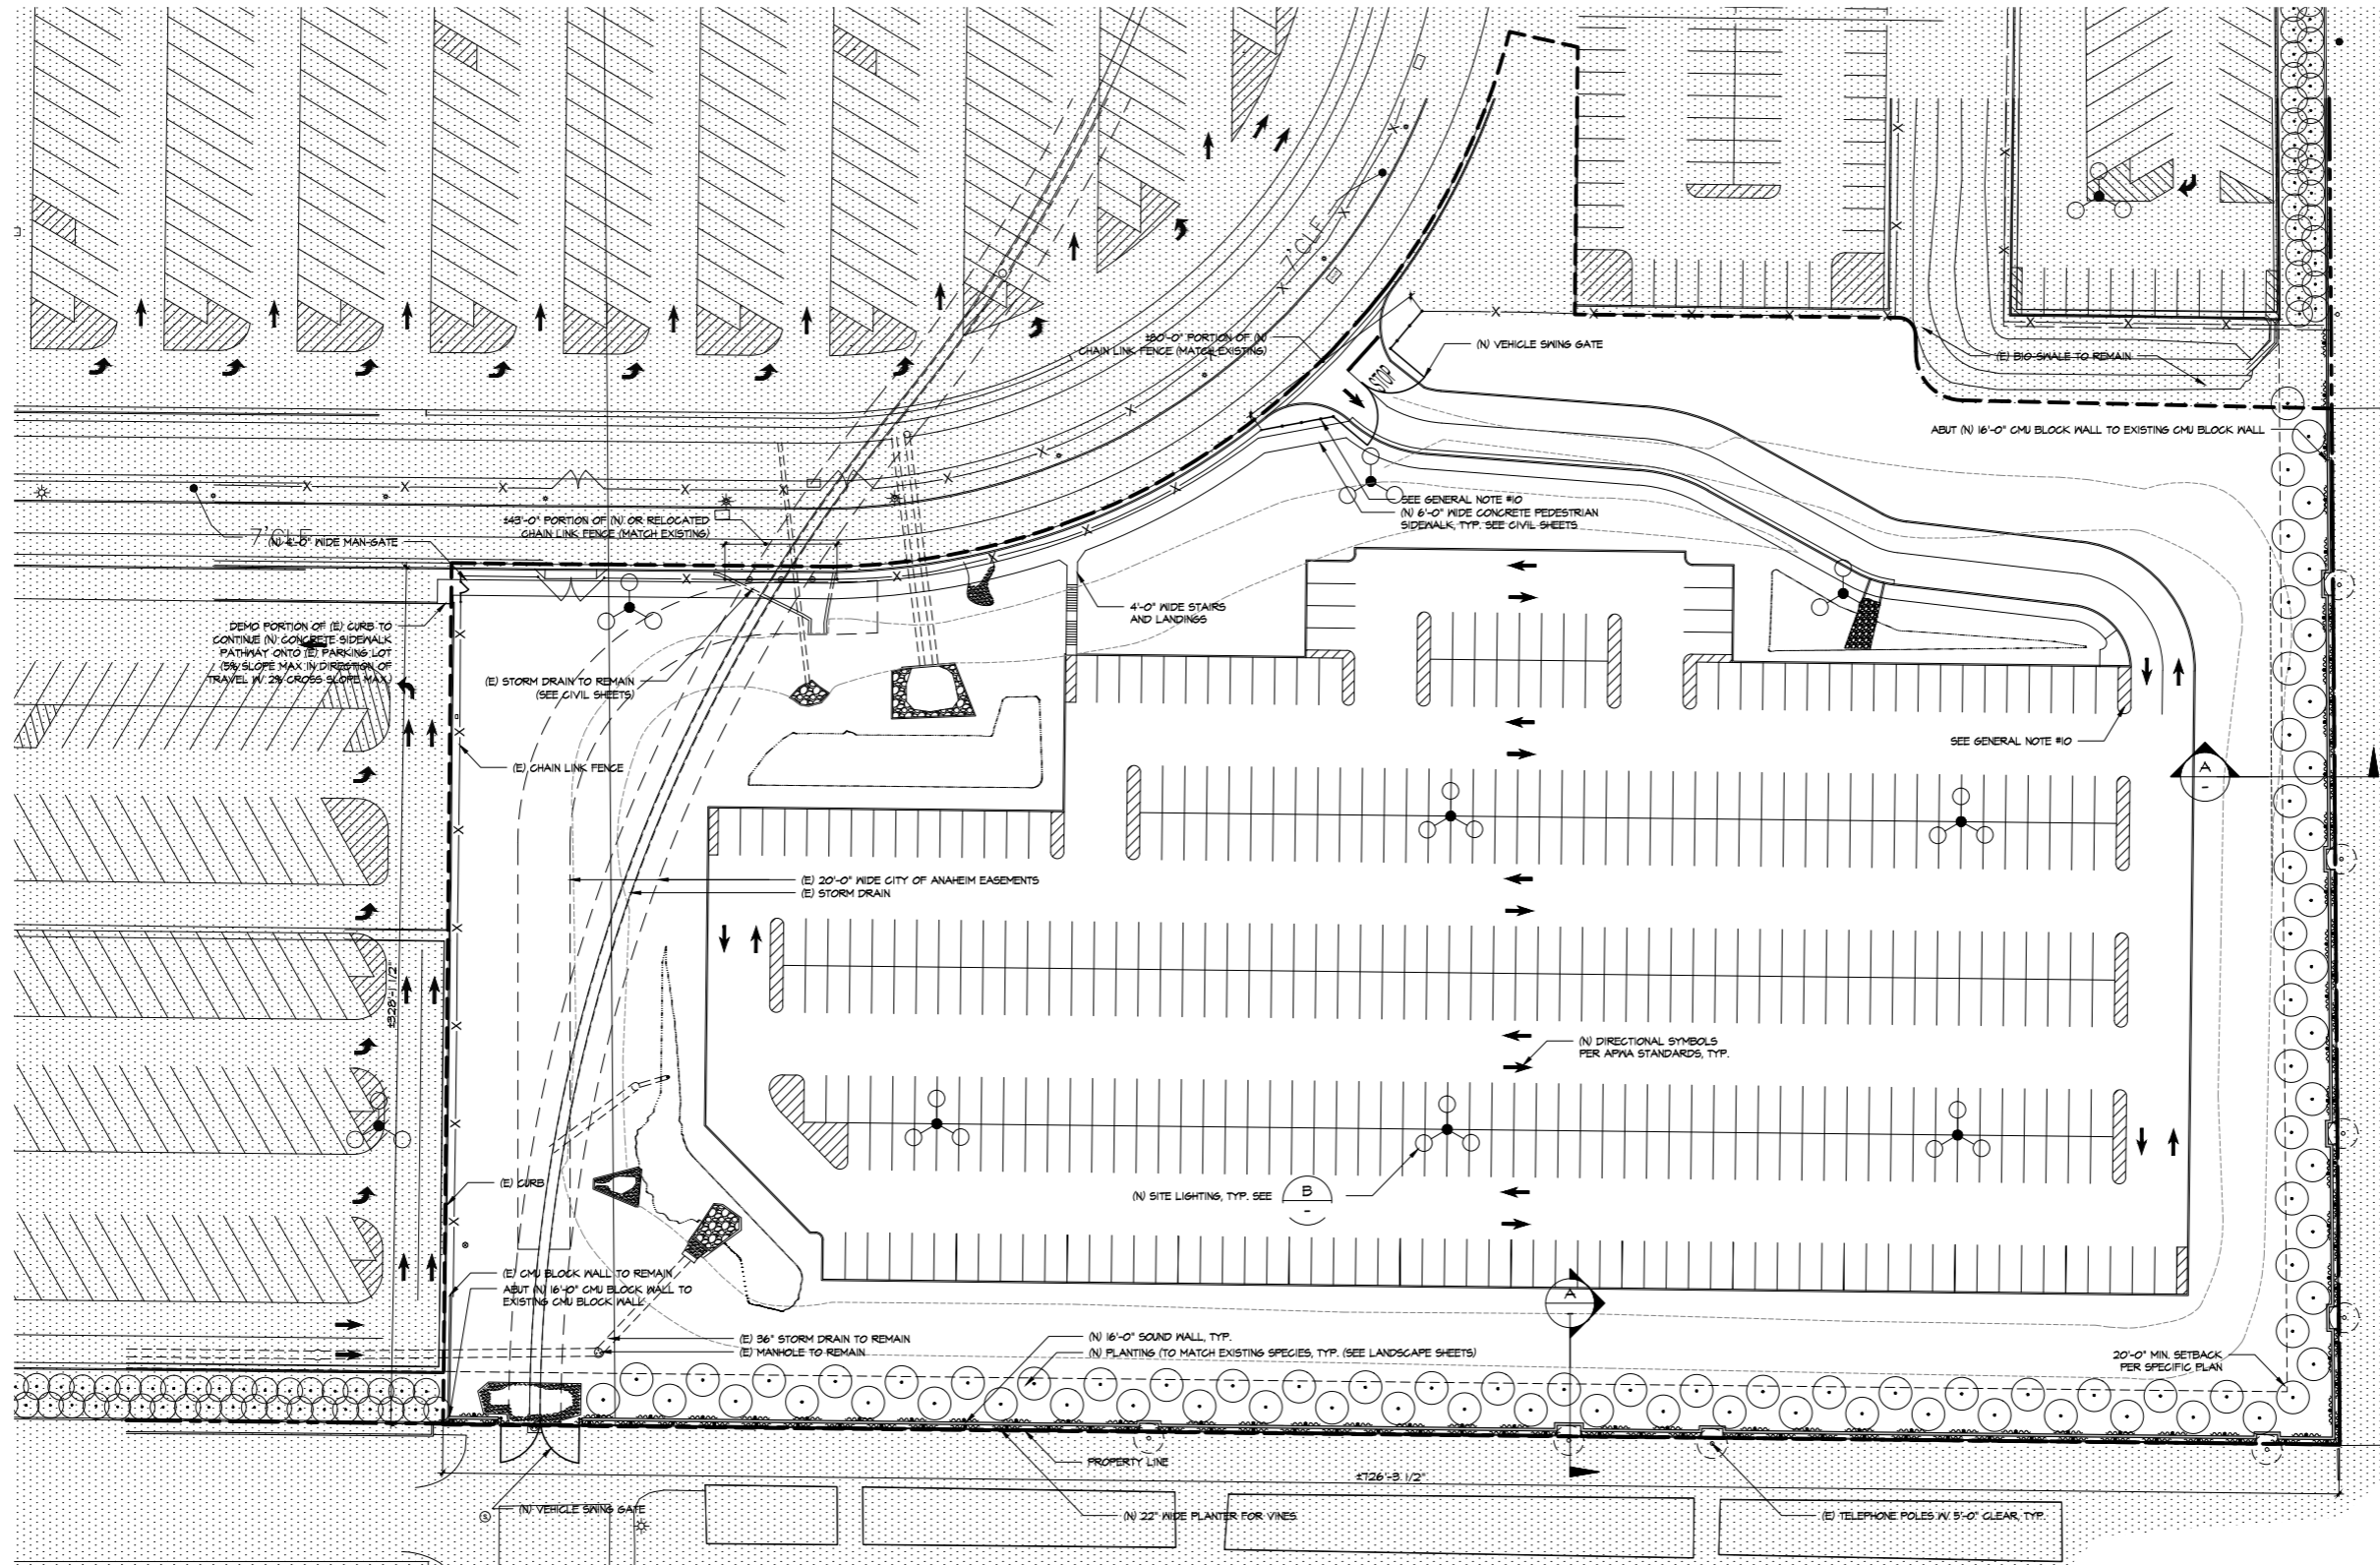 7' CLF
±80'-0" PORTION OF (N)
CHAIN LINK FENCE (MATCH EXISTING)
(N) VEHICLE SWING GATE
STOP
(E) BIO-SWALE TO REMAIN
ABUT (N) 16'-0" CMU BLOCK WALL TO EXISTING CMU BLOCK WALL
SEE GENERAL NOTE #10
(N) 6'-0" WIDE CONCRETE PEDESTRIAN
SIDEWALK, TYP. SEE CIVIL SHEETS
±43'-0" PORTION OF (N) OR RELOCATED
CHAIN LINK FENCE (MATCH EXISTING)
7' CLF
(N) 4'-0" WIDE MAN-GATE
4'-0" WIDE STAIRS
AND LANDINGS
DEMO PORTION OF (E) CURB TO
CONTINUE (N) CONCRETE SIDEWALK
PATHWAY ONTO (E) PARKING LOT
(5% SLOPE MAX IN DIRECTION OF
TRAVEL W/ 2% CROSS SLOPE MAX)
(E) STORM DRAIN TO REMAIN
(SEE CIVIL SHEETS)
SEE GENERAL NOTE #10
(E) CHAIN LINK FENCE
A
-
(E) 20'-0" WIDE CITY OF ANAHEIM EASEMENTS
(E) STORM DRAIN
±328'-1 1/2"
(N) DIRECTIONAL SYMBOLS
PER APWA STANDARDS, TYP.
(E) CURB
(N) SITE LIGHTING, TYP. SEE
B
-
(E) CMU BLOCK WALL TO REMAIN
ABUT (N) 16'-0" CMU BLOCK WALL TO
EXISTING CMU BLOCK WALL
A
-
(E) 36" STORM DRAIN TO REMAIN
(E) MANHOLE TO REMAIN
(N) 16'-0" SOUND WALL, TYP.
(N) PLANTING (TO MATCH EXISTING SPECIES, TYP. (SEE LANDSCAPE SHEETS)
20'-0" MIN. SETBACK
PER SPECIFIC PLAN
PROPERTY LINE
±726'-3 1/2"
(N) VEHICLE SWING GATE
(N) 22" WIDE PLANTER FOR VINES
(E) TELEPHONE POLES W/ 5'-0" CLEAR, TYP.
S